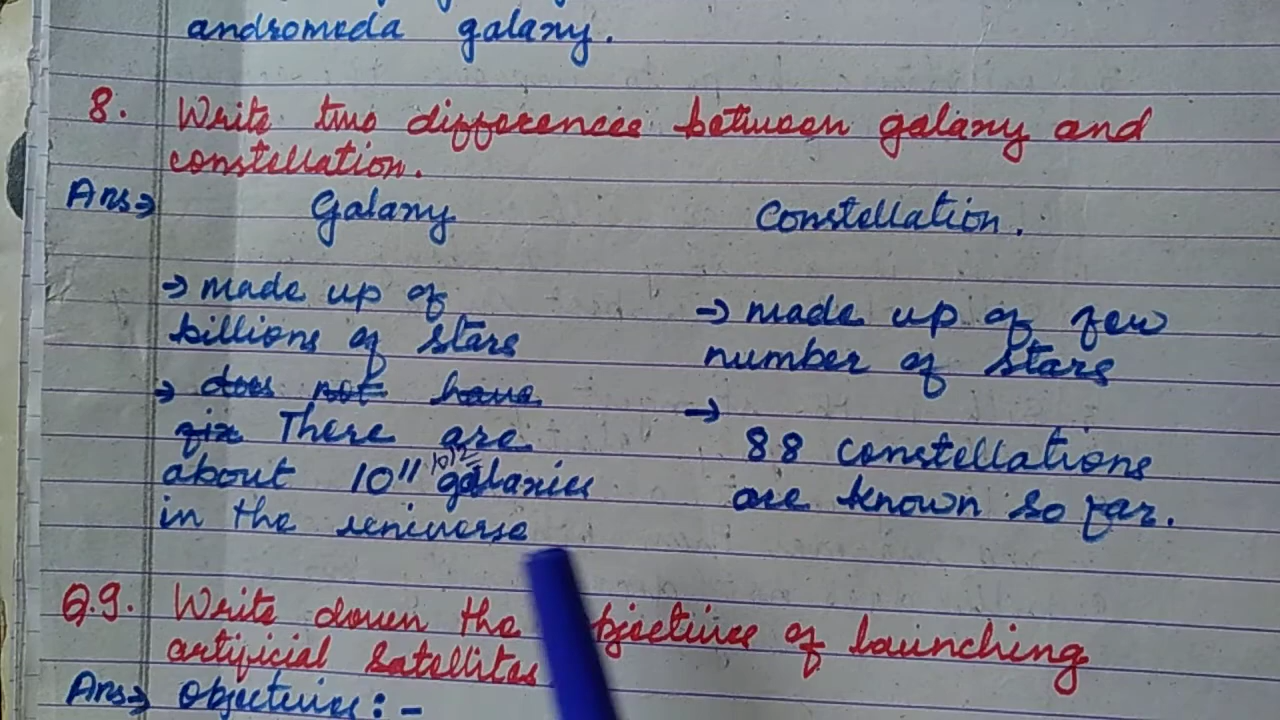 andromeda galaxy.
8. Write two differences between galaxy and
constellation.
Ans→ Galaxy Constellation.
→ made up of
billions of stars
→ does not have
fix There are
about 10¹¹ galaxies
in the universe
→ made up of few
number of stars
→
88 constellations
are known so far.
Q.9. Write down the objectives of launching
artificial satellites
Ans→ Objectives:-